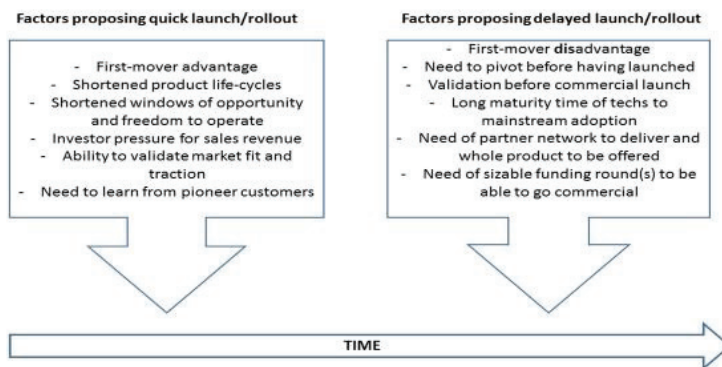 Factors proposing quick launch/rollout
- First-mover advantage
- Shortened product life-cycles
- Shortened windows of opportunity
and freedom to operate
- Investor pressure for sales revenue
- Ability to validate market fit and
traction
- Need to learn from pioneer customers
Factors proposing delayed launch/rollout
- First-mover disadvantage
- Need to pivot before having launched
- Validation before commercial launch
- Long maturity time of techs to
mainstream adoption
- Need of partner network to deliver and
whole product to be offered
- Need of sizable funding round(s) to be
able to go commercial
TIME